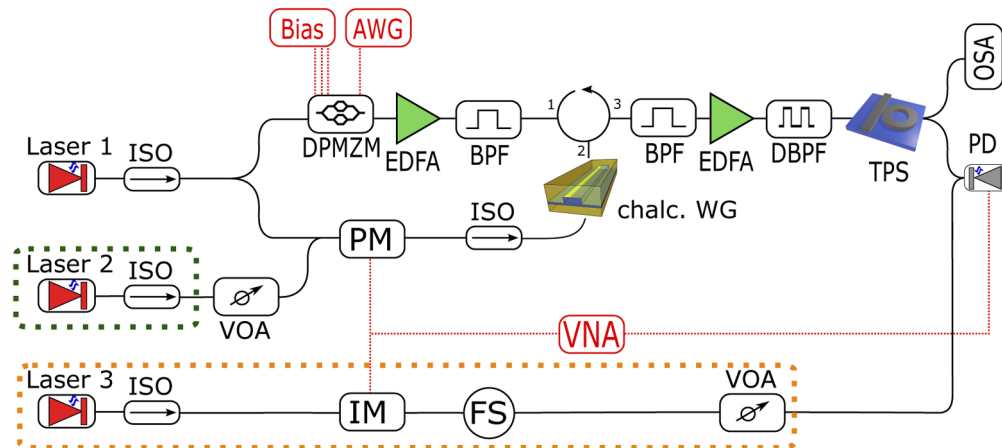 Bias
AWG
OSA
DPMZM
EDFA
BPF
1
3
2
BPF
EDFA
DBPF
TPS
PD
Laser 1
ISO
chalc. WG
PM
ISO
Laser 2
ISO
VOA
VNA
Laser 3
ISO
IM
FS
VOA